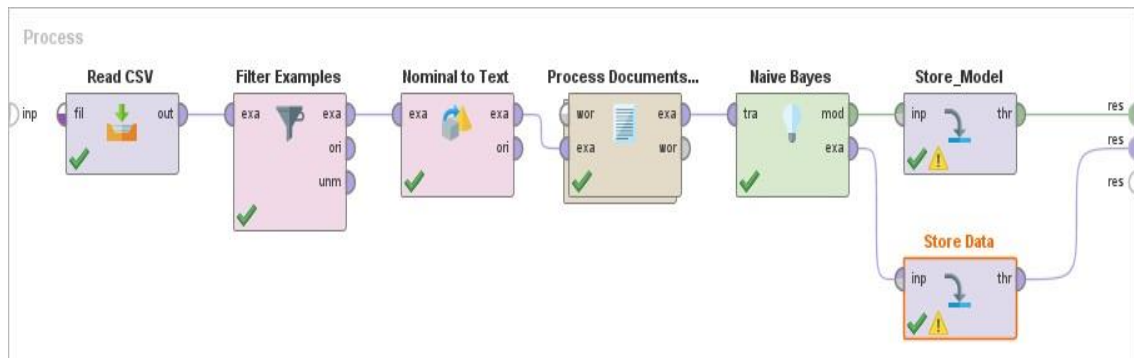 Process
Read CSV
Filter Examples
Nominal to Text
Process Documents...
Naive Bayes
Store_Model
inp
fil
out
exa
exa
ori
unm
exa
exa
ori
wor
exa
exa
wor
tra
mod
exa
inp
thr
res
res
res
Store Data
inp
thr